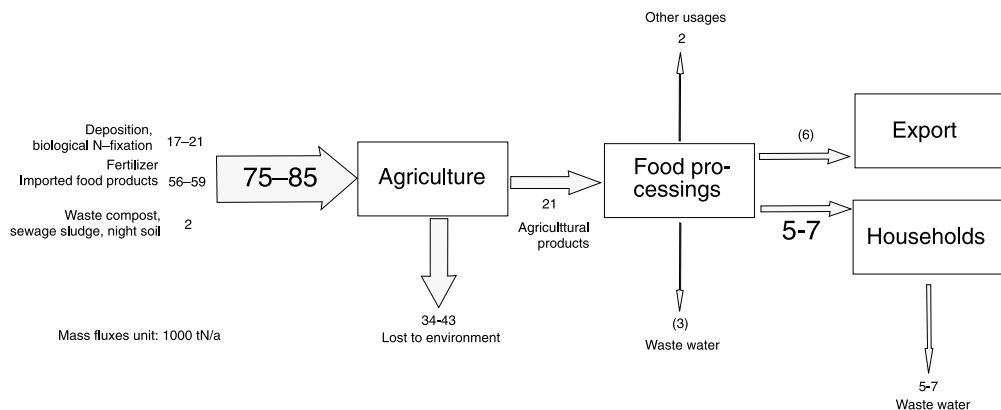 Other usages
2
Deposition,
biological N–fixation 17–21
Fertilizer
Imported food products 56–59
Waste compost,
sewage sludge, night soil 2
75–85
Agriculture
21
Agriculttural
products
Food pro-
cessings
(6)
Export
5-7
Households
34-43
Lost to environment
(3)
Waste water
5-7
Waste water
Mass fluxes unit: 1000 tN/a